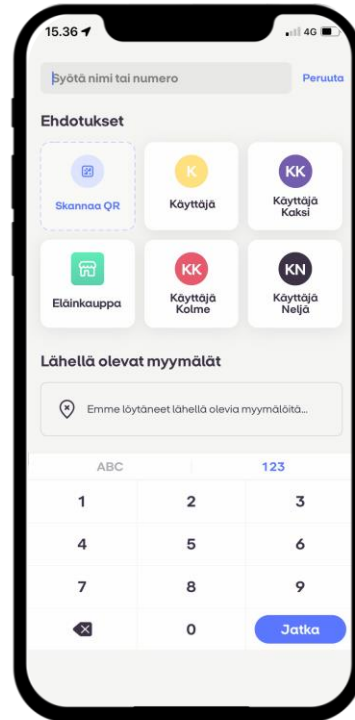 15.36 4G
Syötä nimi tai numero Peruuta
Ehdotukset
K KK
Skannaa QR Käyttäjä Käyttäjä
Kaksi
KK KN
Eläinkauppa Käyttäjä Käyttäjä
Kolme Neljä
Lähellä olevat myymälät
Emme löytäneet lähellä olevia myymälöitä...
ABC 123
1 2 3
4 5 6
7 8 9
0 Jatka